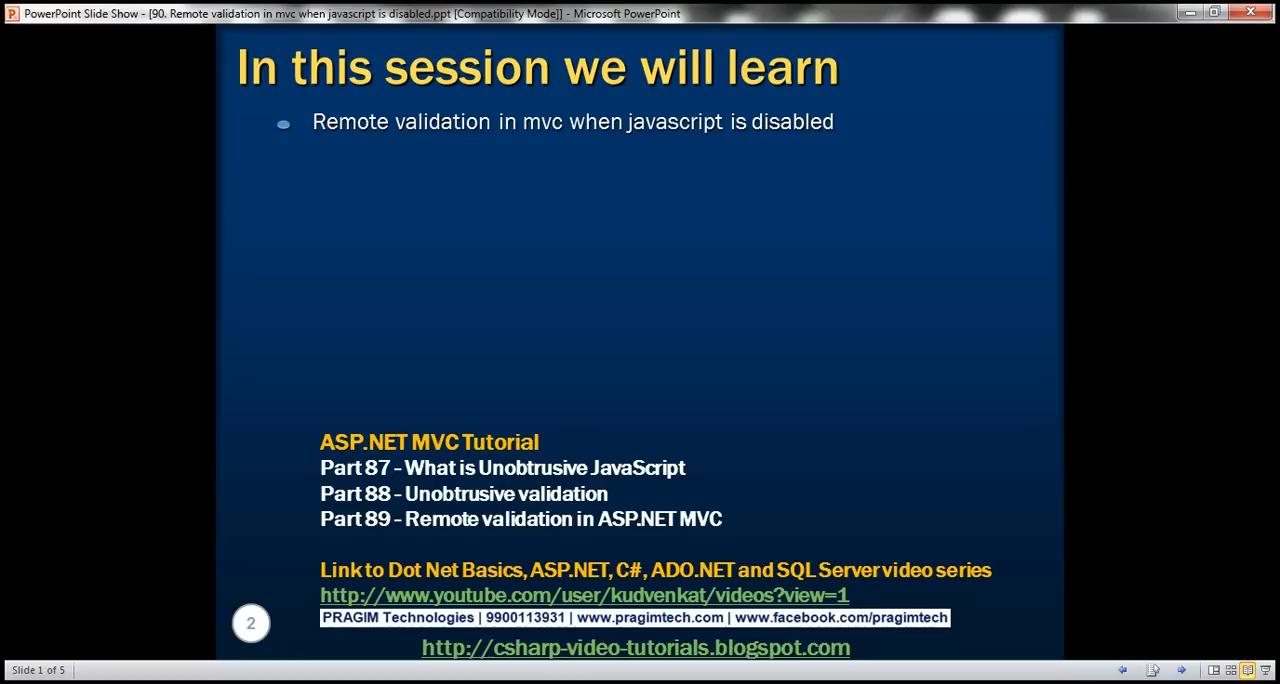 PowerPoint Slide Show - [90. Remote validation in mvc when javascript is disabled.ppt [Compatibility Mode]] - Microsoft PowerPoint
In this session we will learn
Remote validation in mvc when javascript is disabled
ASP.NET MVC Tutorial
Part 87 - What is Unobtrusive JavaScript
Part 88 - Unobtrusive validation
Part 89 - Remote validation in ASP.NET MVC
Link to Dot Net Basics, ASP.NET, C#, ADO.NET and SQL Server video series
http://www.youtube.com/user/kudvenkat/videos?view=1
PRAGIM Technologies | 9900113931 | www.pragimtech.com | www.facebook.com/pragimtech
2
http://csharp-video-tutorials.blogspot.com
Slide 1 of 5